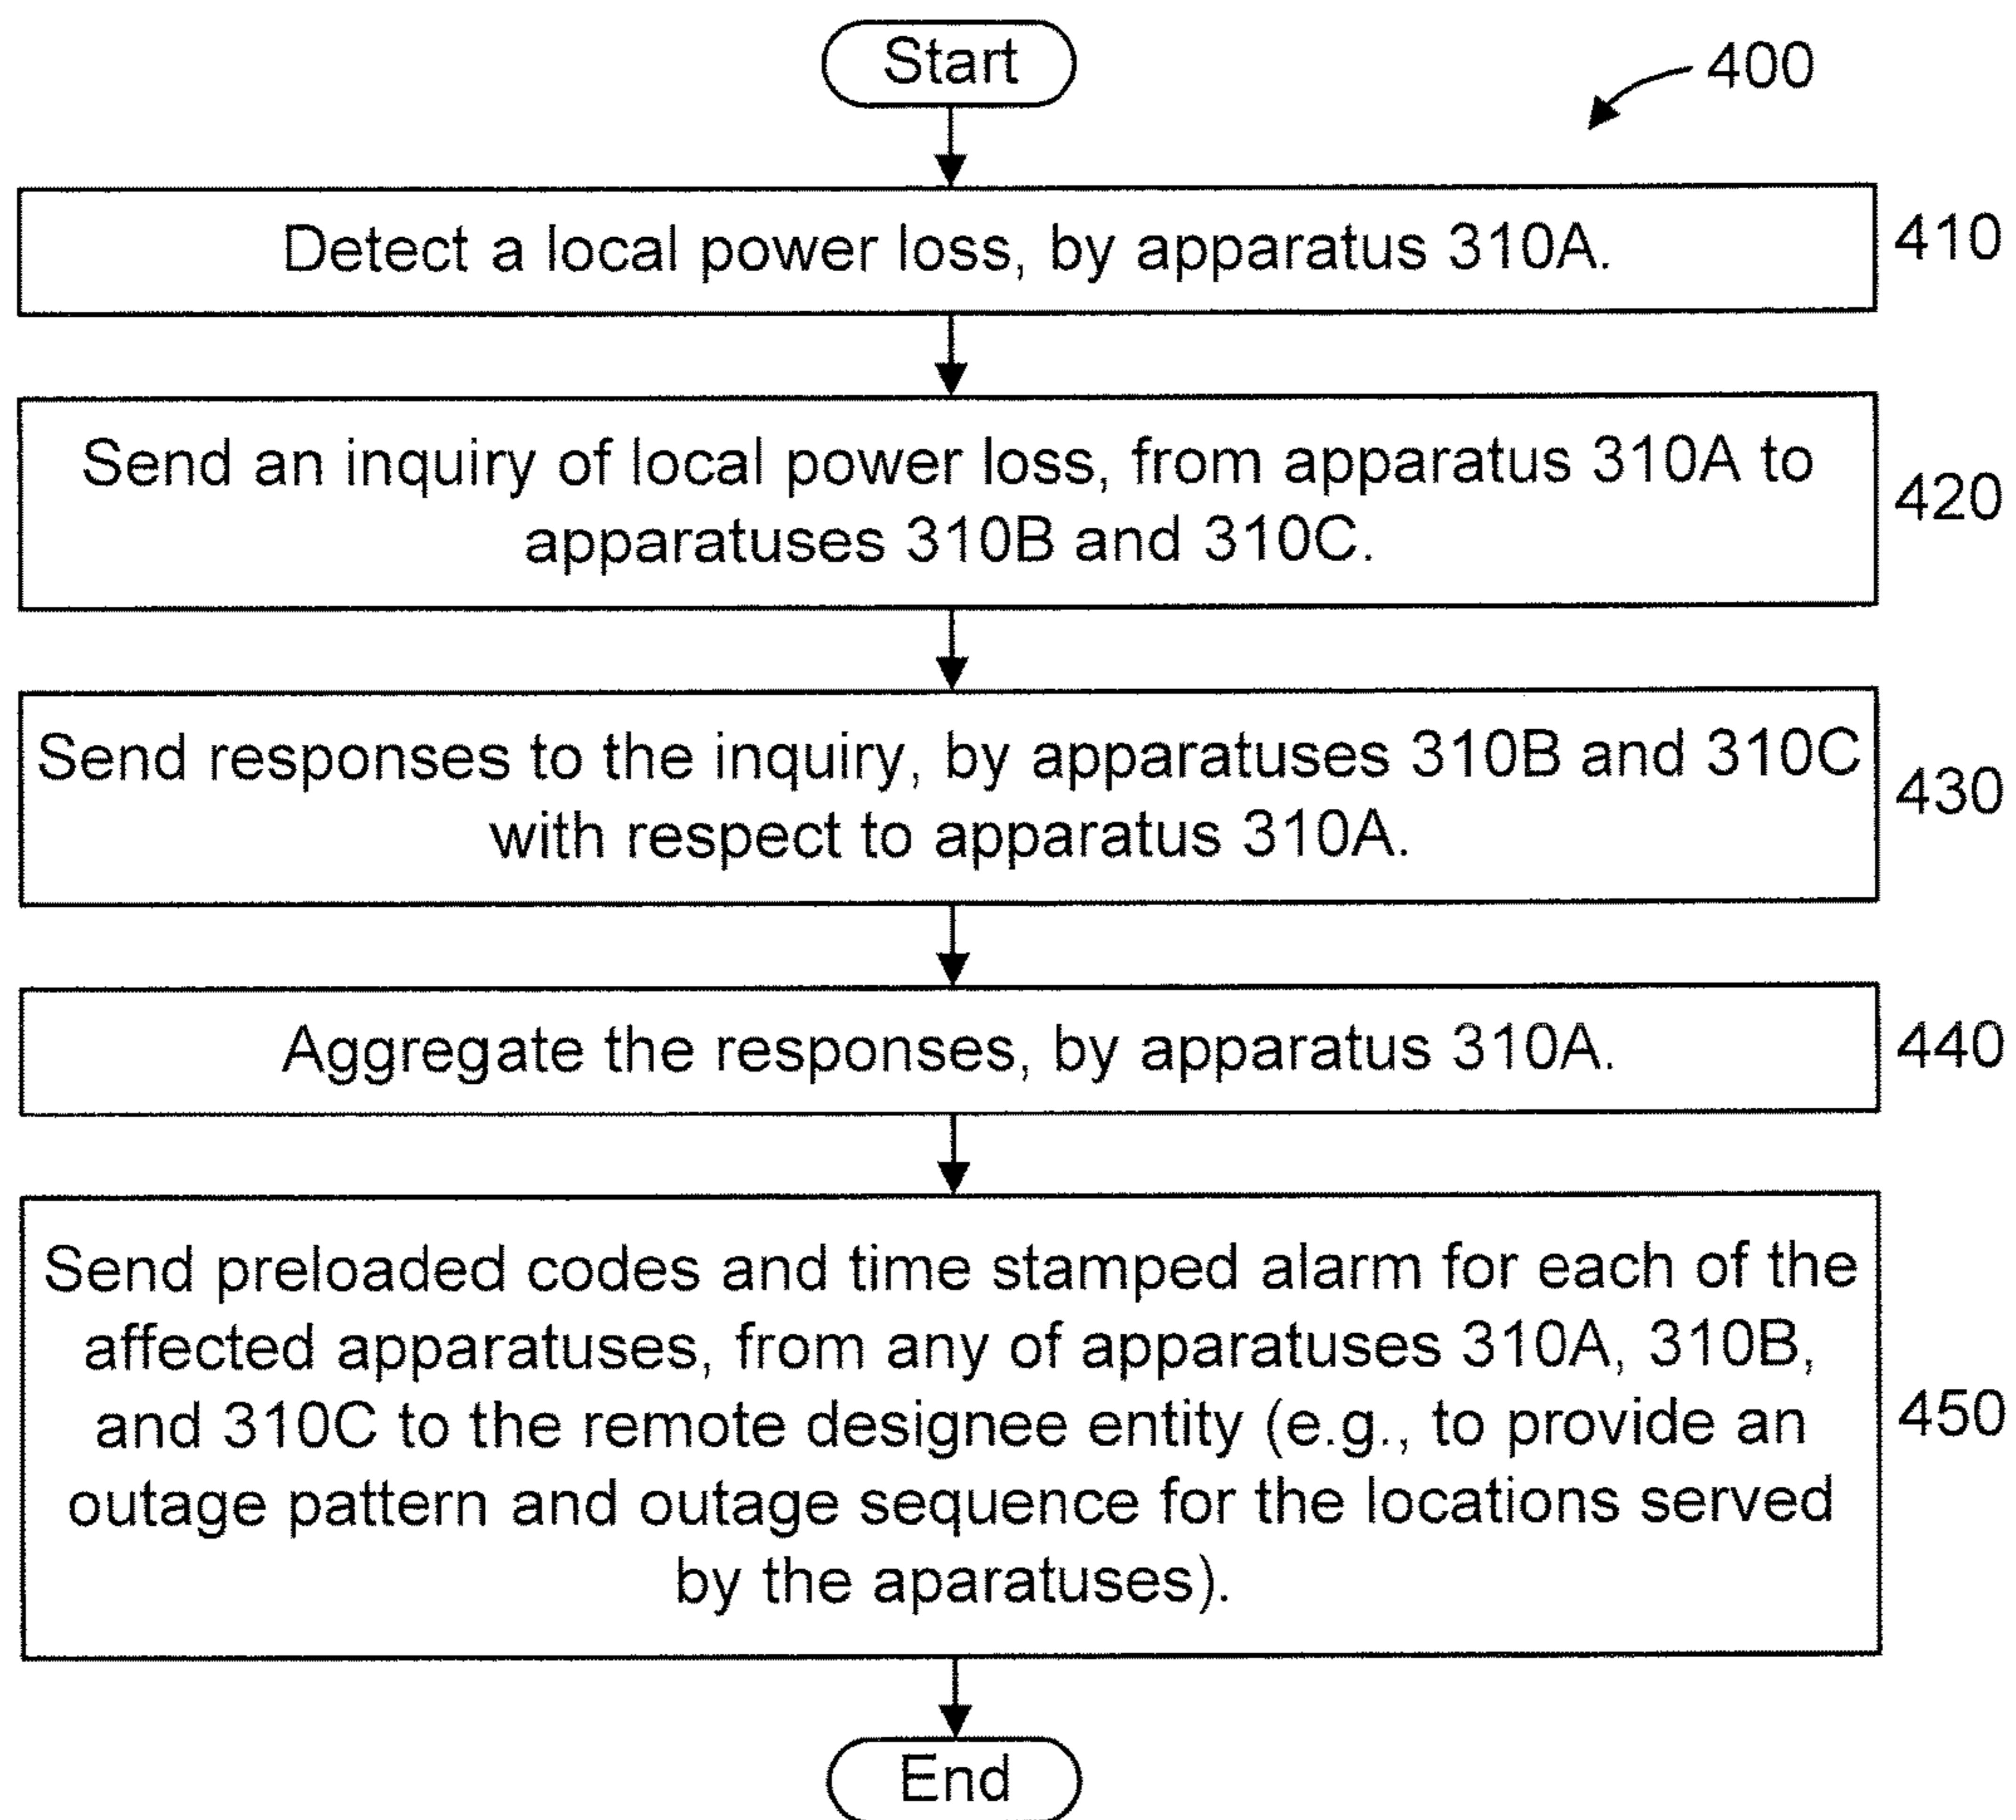 Start
400
Detect a local power loss, by apparatus 310A.
410
Send an inquiry of local power loss, from apparatus 310A to
apparatuses 310B and 310C.
420
Send responses to the inquiry, by apparatuses 310B and 310C
with respect to apparatus 310A.
430
Aggregate the responses, by apparatus 310A.
440
Send preloaded codes and time stamped alarm for each of the
affected apparatuses, from any of apparatuses 310A, 310B,
and 310C to the remote designee entity (e.g., to provide an
outage pattern and outage sequence for the locations served
by the aparatuses).
450
End